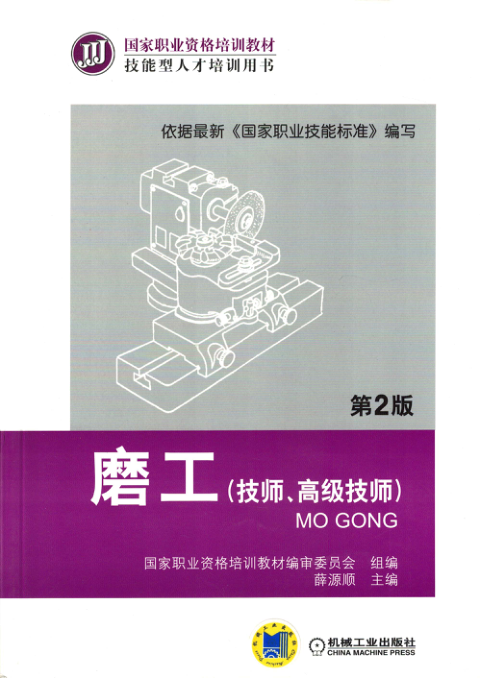 JJJ
国家职业资格培训教材
技能型人才培训用书
依据最新《国家职业技能标准》编写
第2版
磨工(技师、高级技师)
MO GONG
国家职业资格培训教材编审委员会 组编
薛源顺 主编
机械工业出版社
CHINA MACHINE PRESS